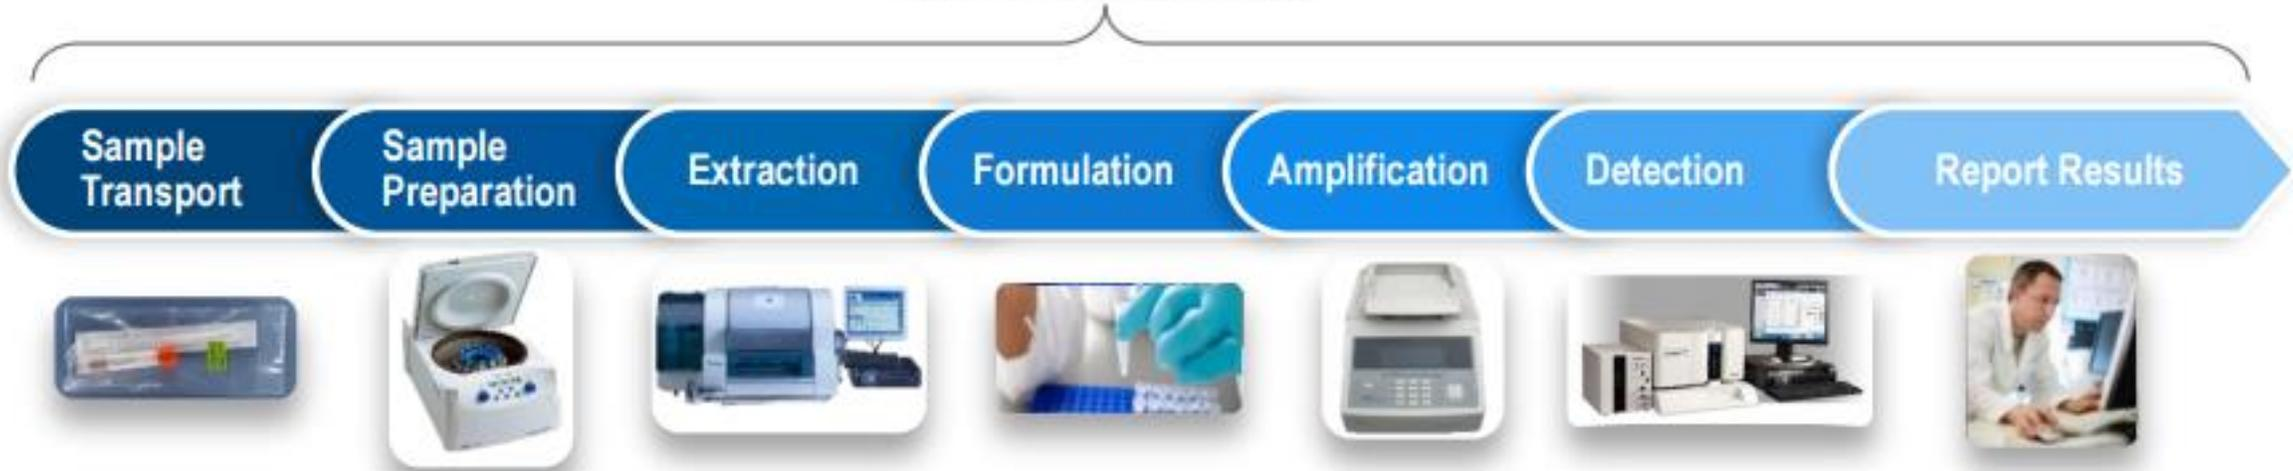 Sample
Transport
Sample
Preparation
Extraction
Formulation
Amplification
Detection
Report Results